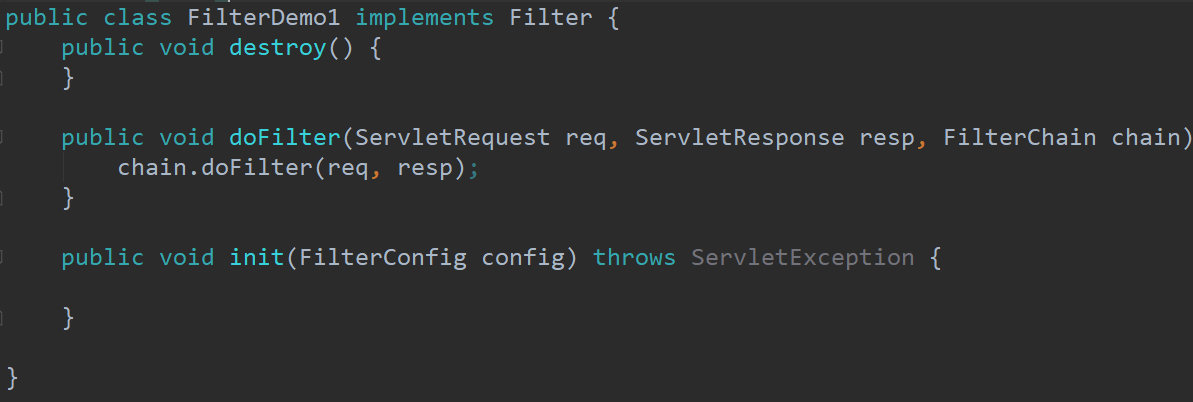 public class FilterDemo1 implements Filter {
public void destroy() {
}
public void doFilter(ServletRequest req, ServletResponse resp, FilterChain chain)
chain.doFilter(req, resp);
}
public void init(FilterConfig config) throws ServletException {
}
}